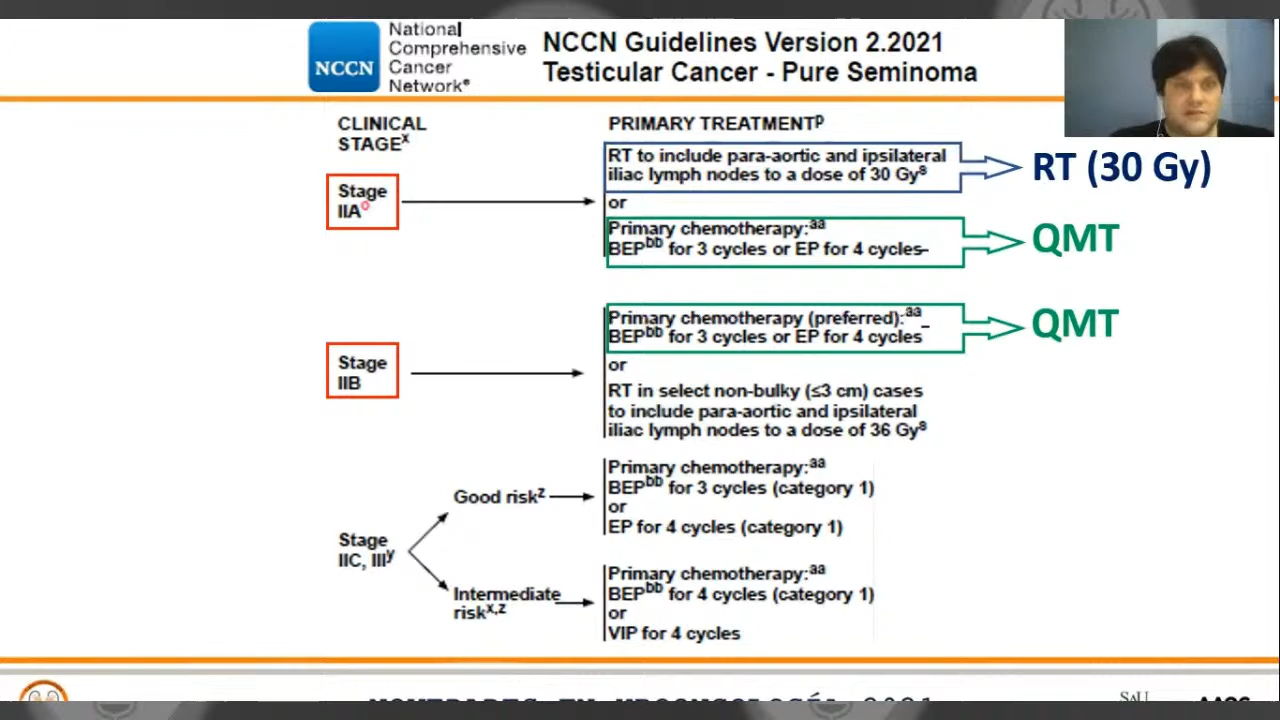 National
Comprehensive
Cancer
Network®
NCCN
NCCN Guidelines Version 2.2021
Testicular Cancer - Pure Seminoma
CLINICAL
STAGEx
PRIMARY TREATMENTp
Stage
IIAo
RT to include para-aortic and ipsilateral
iliac lymph nodes to a dose of 30 Gys
RT (30 Gy)
or
Primary chemotherapy:aa
BEPbb for 3 cycles or EP for 4 cycles
QMT
Stage
IIB
Primary chemotherapy (preferred):aa
BEPbb for 3 cycles or EP for 4 cycles
QMT
or
RT in select non-bulky (≤3 cm) cases
to include para-aortic and ipsilateral
iliac lymph nodes to a dose of 36 Gys
Stage
IIC, IIIy
Good riskz
Primary chemotherapy:aa
BEPbb for 3 cycles (category 1)
or
EP for 4 cycles (category 1)
Intermediate
riskx,z
Primary chemotherapy:aa
BEPbb for 4 cycles (category 1)
or
VIP for 4 cycles
2021
SAU